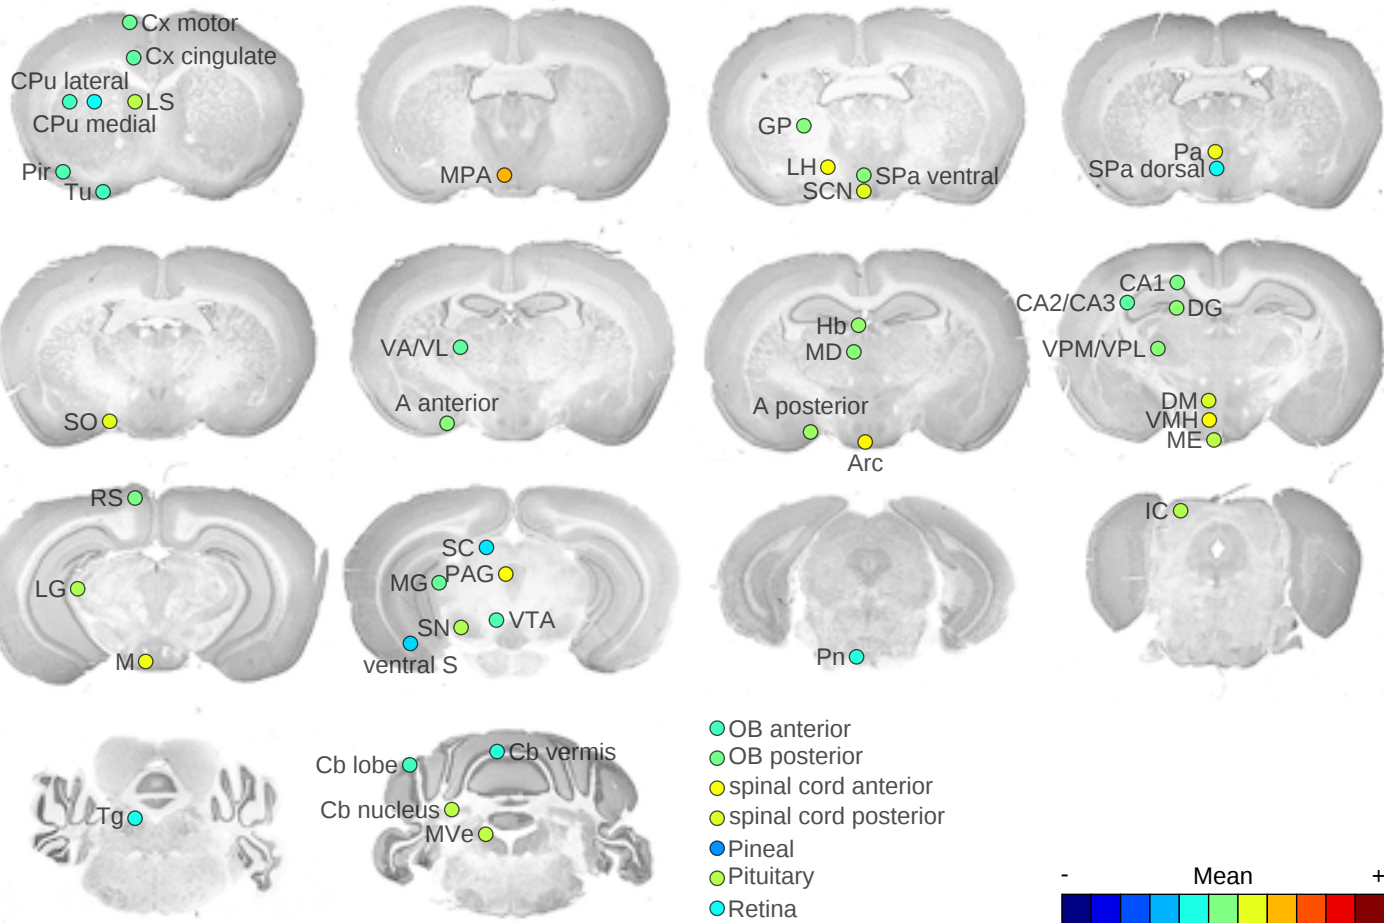 Cx motor
Cx cingulate
CPu lateral
LS
CPu medial
Pir
Tu
MPA
GP
LH
SPa ventral
SCN
Pa
SPa dorsal
SO
VA/VL
A anterior
Hb
MD
A posterior
Arc
CA1
CA2/CA3
DG
VPM/VPL
DM
VMH
ME
RS
LG
M
SC
MG
PAG
SN
VTA
ventral S
Pn
IC
Tg
Cb lobe
Cb vermis
Cb nucleus
MVe
OB anterior
OB posterior
spinal cord anterior
spinal cord posterior
Pineal
Pituitary
Retina
- Mean +